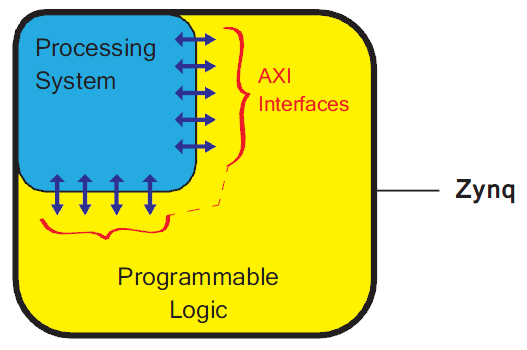 Processing
System
AXI
Interfaces
Zynq
Programmable
Logic